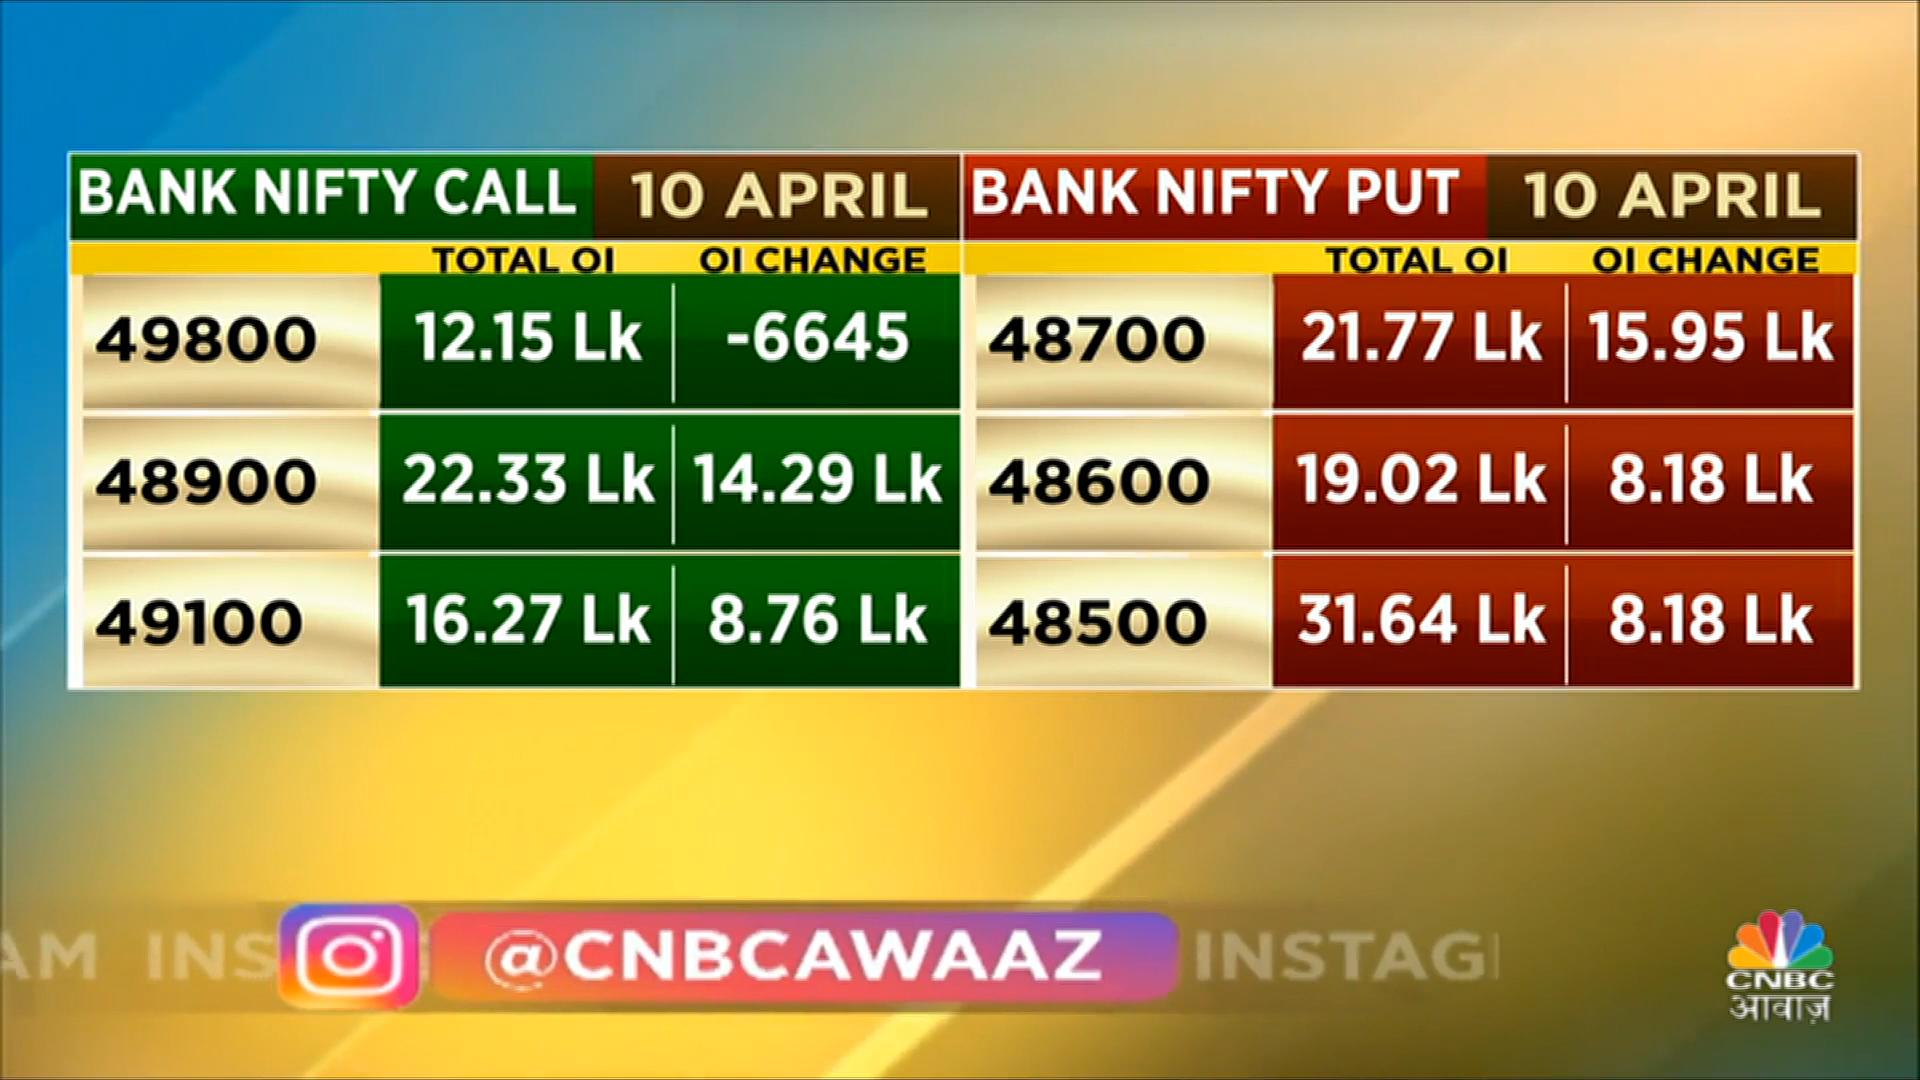 BANK NIFTY CALL 10 APRIL BANK NIFTY PUT 10 APRIL
TOTAL OI OI CHANGE TOTAL OI OI CHANGE
49800 12.15 Lk -6645 48700 21.77 Lk 15.95 Lk
48900 22.33 Lk 14.29 Lk 48600 19.02 Lk 8.18 Lk
49100 16.27 Lk 8.76 Lk 48500 31.64 Lk 8.18 Lk
AM INS @CNBCAWAAZ INSTAG
CNBC
आवाज़